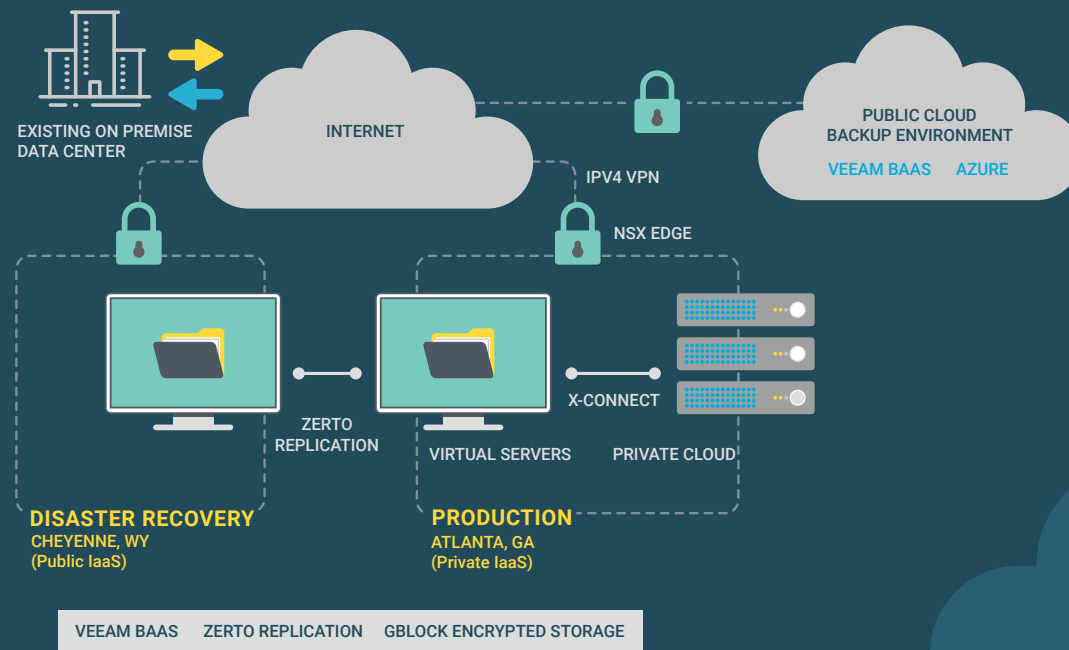 EXISTING ON PREMISE
DATA CENTER
INTERNET
PUBLIC CLOUD
BACKUP ENVIRONMENT
VEEAM BAAS AZURE
IPV4 VPN
NSX EDGE
ZERTO
REPLICATION
X-CONNECT
VIRTUAL SERVERS
PRIVATE CLOUD
DISASTER RECOVERY
CHEYENNE, WY
(Public IaaS)
PRODUCTION
ATLANTA, GA
(Private IaaS)
VEEAM BAAS ZERTO REPLICATION GBLOCK ENCRYPTED STORAGE